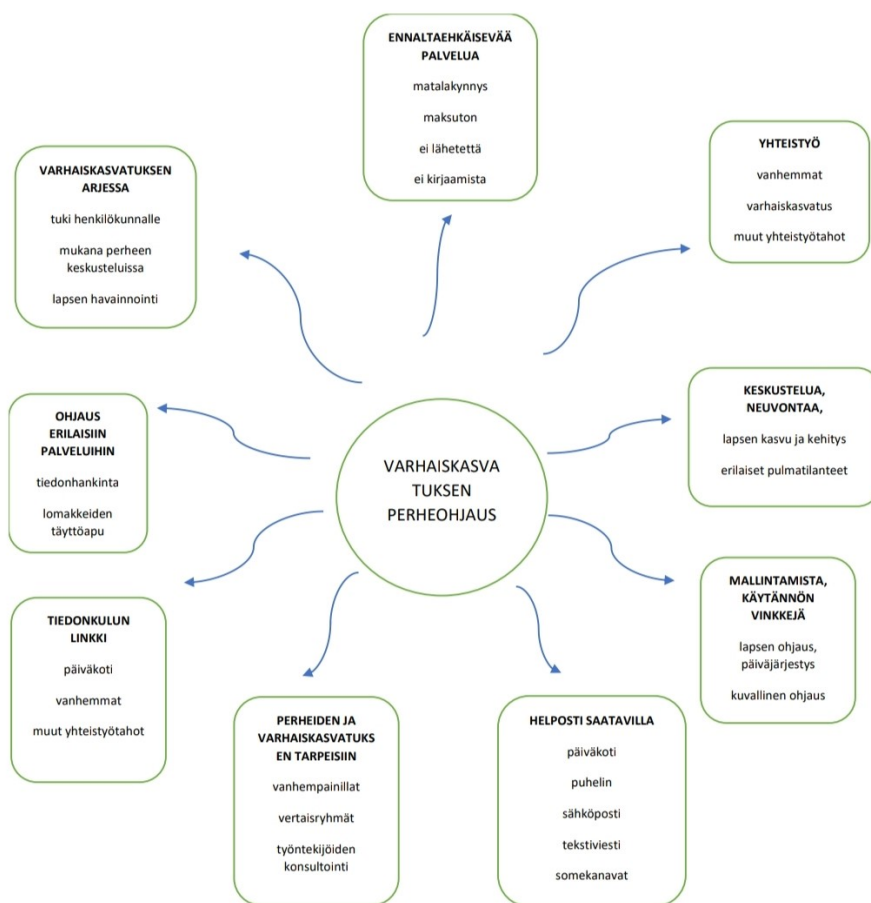 ENNALTAEHKÄISEVÄÄ
PALVELUA
matalakynnys
maksuton
ei lähetettä
ei kirjaamista
YHTEISTYÖ
vanhemmat
varhaiskasvatus
muut yhteistyötahot
VARHAISKASVATUKSEN
ARJESSA
tuki henkilökunnalle
mukana perheen
keskusteluissa
lapsen havainnointi
KESKUSTELUA,
NEUVONTAA,
lapsen kasvu ja kehitys
erilaiset pulmatilanteet
OHJAUS
ERILAISIIN
PALVELUIHIN
tiedonhankinta
lomakkeiden
täyttöapu
VARHAISKASVA
TUKSEN
PERHEOHJAUS
MALLINTAMISTA,
KÄYTÄNNÖN
VINKKEJÄ
lapsen ohjaus,
päiväjärjestys
kuvallinen ohjaus
TIEDONKULUN
LINKKI
päiväkoti
vanhemmat
muut yhteistyötahot
PERHEIDEN JA
VARHAISKASVATUKS
EN TARPEISIIN
vanhempainillat
vertaisryhmät
työntekijöiden
konsultointi
HELPOSTI SAATAVILLA
päiväkoti
puhelin
sähköposti
tekstiviesti
somekanavat